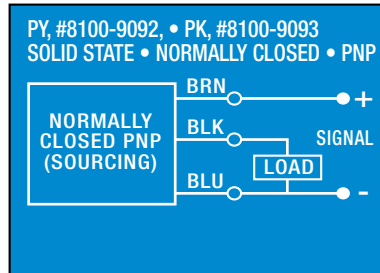 PY, #8100-9092, • PK, #8100-9093
SOLID STATE • NORMALLY CLOSED • PNP
BRN
+
NORMALLY
CLOSED PNP
(SOURCING)
BLK
SIGNAL
LOAD
BLU
-